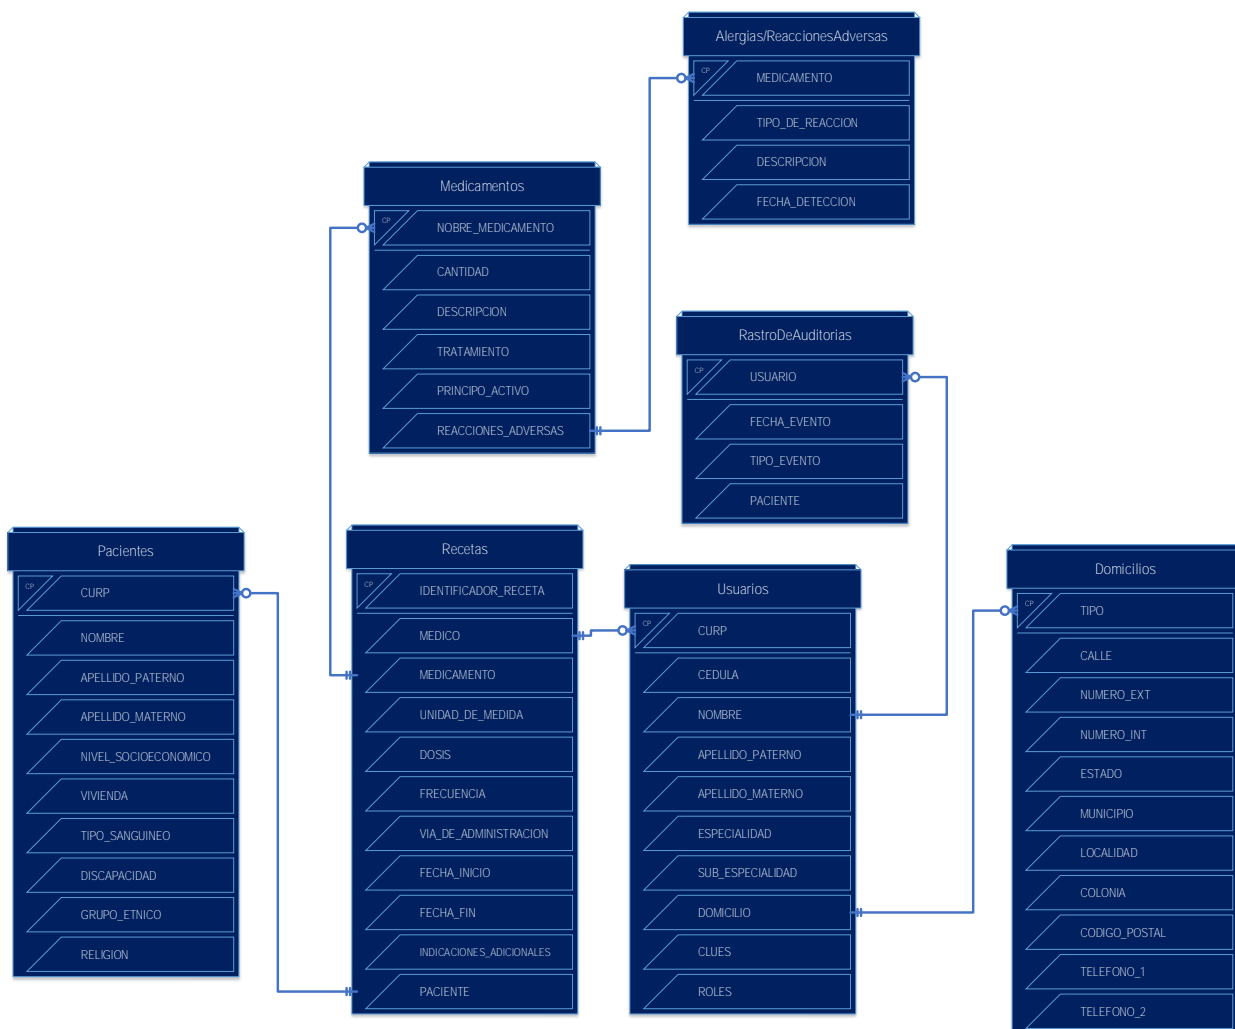 Alergias/ReaccionesAdversas
CP
MEDICAMENTO
TIPO_DE_REACCION
DESCRIPCION
FECHA_DETECCION
Medicamentos
CP
NOBRE_MEDICAMENTO
CANTIDAD
DESCRIPCION
TRATAMIENTO
PRINCIPO_ACTIVO
REACCIONES_ADVERSAS
RastroDeAuditorias
CP
USUARIO
FECHA_EVENTO
TIPO_EVENTO
PACIENTE
Pacientes
CP
CURP
NOMBRE
APELLIDO_PATERNO
APELLIDO_MATERNO
NIVEL_SOCIOECONOMICO
VIVIENDA
TIPO_SANGUINEO
DISCAPACIDAD
GRUPO_ETNICO
RELIGION
Recetas
CP
IDENTIFICADOR_RECETA
MEDICO
MEDICAMENTO
UNIDAD_DE_MEDIDA
DOSIS
FRECUENCIA
VIA_DE_ADMINISTRACION
FECHA_INICIO
FECHA_FIN
INDICACIONES_ADICIONALES
PACIENTE
Usuarios
CP
CURP
CEDULA
NOMBRE
APELLIDO_PATERNO
APELLIDO_MATERNO
ESPECIALIDAD
SUB_ESPECIALIDAD
DOMICILIO
CLUES
ROLES
Domicilios
CP
TIPO
CALLE
NUMERO_EXT
NUMERO_INT
ESTADO
MUNICIPIO
LOCALIDAD
COLONIA
CODIGO_POSTAL
TELEFONO_1
TELEFONO_2